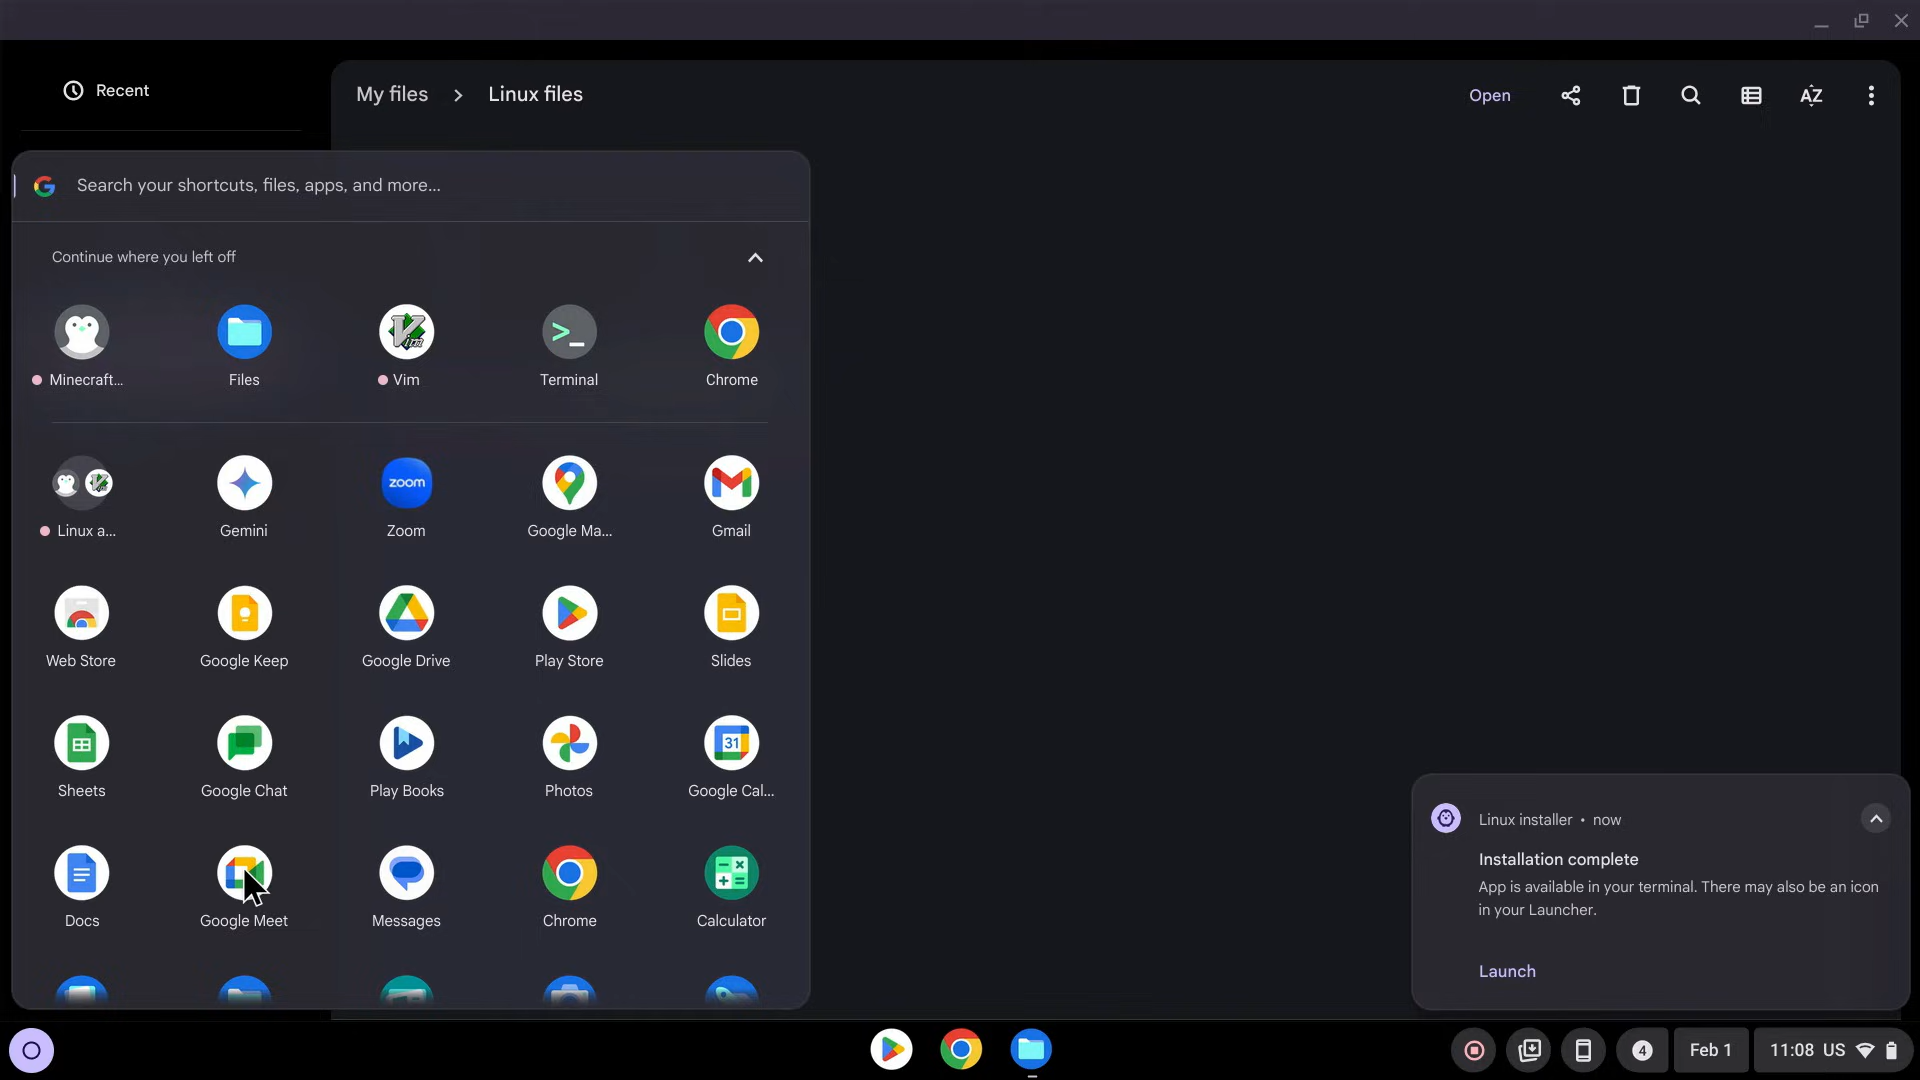 Recent
My files > Linux files
Open
AZ
Search your shortcuts, files, apps, and more...
Continue where you left off
Minecraft...
Files
Vim
Terminal
Chrome
zoom
Linux a...
Gemini
Zoom
Google Ma...
Gmail
Web Store
Google Keep
Google Drive
Play Store
Slides
31
Sheets
Google Chat
Play Books
Photos
Google Cal...
Docs
Google Meet
Messages
Chrome
Calculator
Linux installer • now
Installation complete
App is available in your terminal. There may also be an icon
in your Launcher.
Launch
4
Feb 1
11:08 US